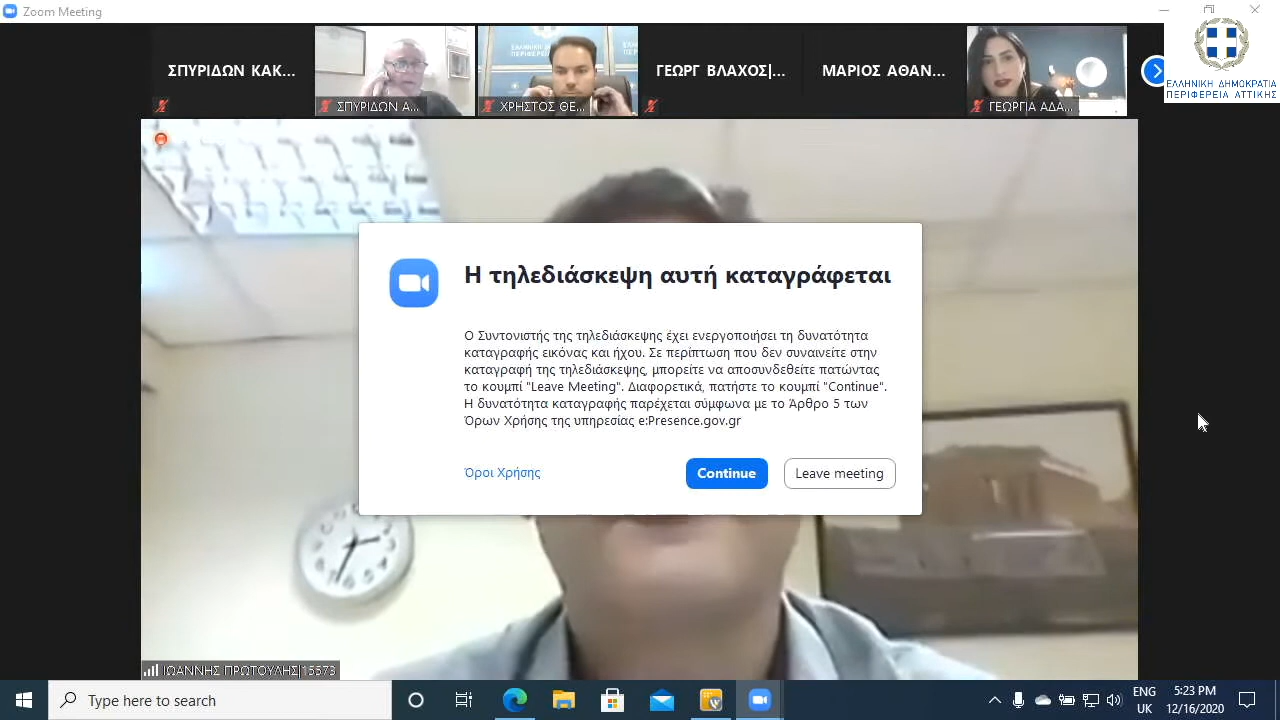 Zoom Meeting
ΣΠΥΡΙΔΩΝ ΚΑΚ...
ΓΕΩΡΓ ΒΛΑΧΟΣ|...
ΜΑΡΙΟΣ ΑΘΑΝ...
ΣΠΥΡΙΔΩΝ Α...
ΧΡΗΣΤΟΣ ΘΕ...
ΓΕΩΡΓΙΑ ΑΔΑ...
ΕΛΛΗΝΙΚΗ ΔΗΜΟΚΡΑΤΙΑ
ΠΕΡΙΦΕΡΕΙΑ ΑΤΤΙΚΗΣ
Η τηλεδιάσκεψη αυτή καταγράφεται
Ο Συντονιστής της τηλεδιάσκεψης έχει ενεργοποιήσει τη δυνατότητα
καταγραφής εικόνας και ήχου. Σε περίπτωση που δεν συναινείτε στην
καταγραφή της τηλεδιάσκεψης, μπορείτε να αποσυνδεθείτε πατώντας
το κουμπί "Leave Meeting". Διαφορετικά, πατήστε το κουμπί "Continue".
Η δυνατότητα καταγραφής παρέχεται σύμφωνα με το Άρθρο 5 των
Όρων Χρήσης της υπηρεσίας e:Presence.gov.gr
Όροι Χρήσης
Continue
Leave meeting
ΙΩΑΝΝΗΣ ΠΡΩΤΟΥΛΗΣ|15573
Type here to search
ENG
UK
5:23 PM
12/16/2020